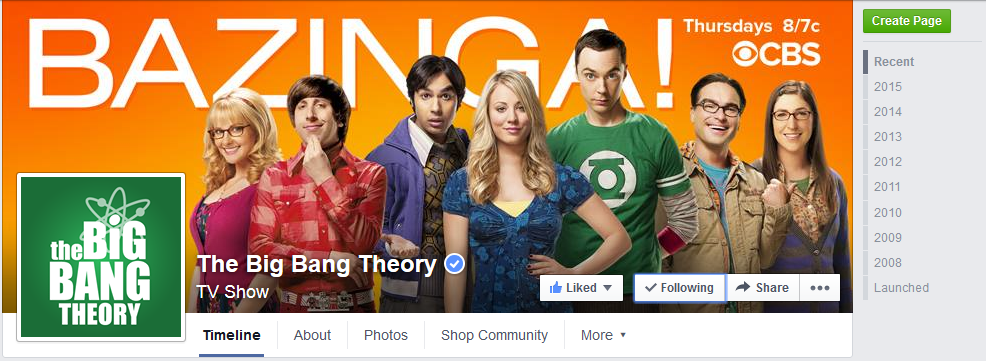 BAZINGA!
Thursdays 8/7c
CBS
the BiG
BANG
THEORY
The Big Bang Theory
TV Show
Liked
Following
Share
Timeline
About
Photos
Shop Community
More
Create Page
Recent
2015
2014
2013
2012
2011
2010
2009
2008
Launched